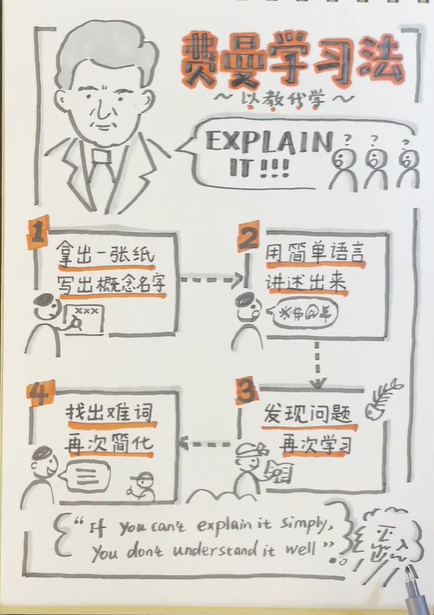 费曼学习法
～以教代学～
EXPLAIN
IT!!!
? ? ?
1
拿出一张纸
写出概念名字
xxx
2
用简单语言
讲述出来
3
发现问题
再次学习
4
找出难词
再次简化
"If you can't explain it simply,
You don't understand it well"